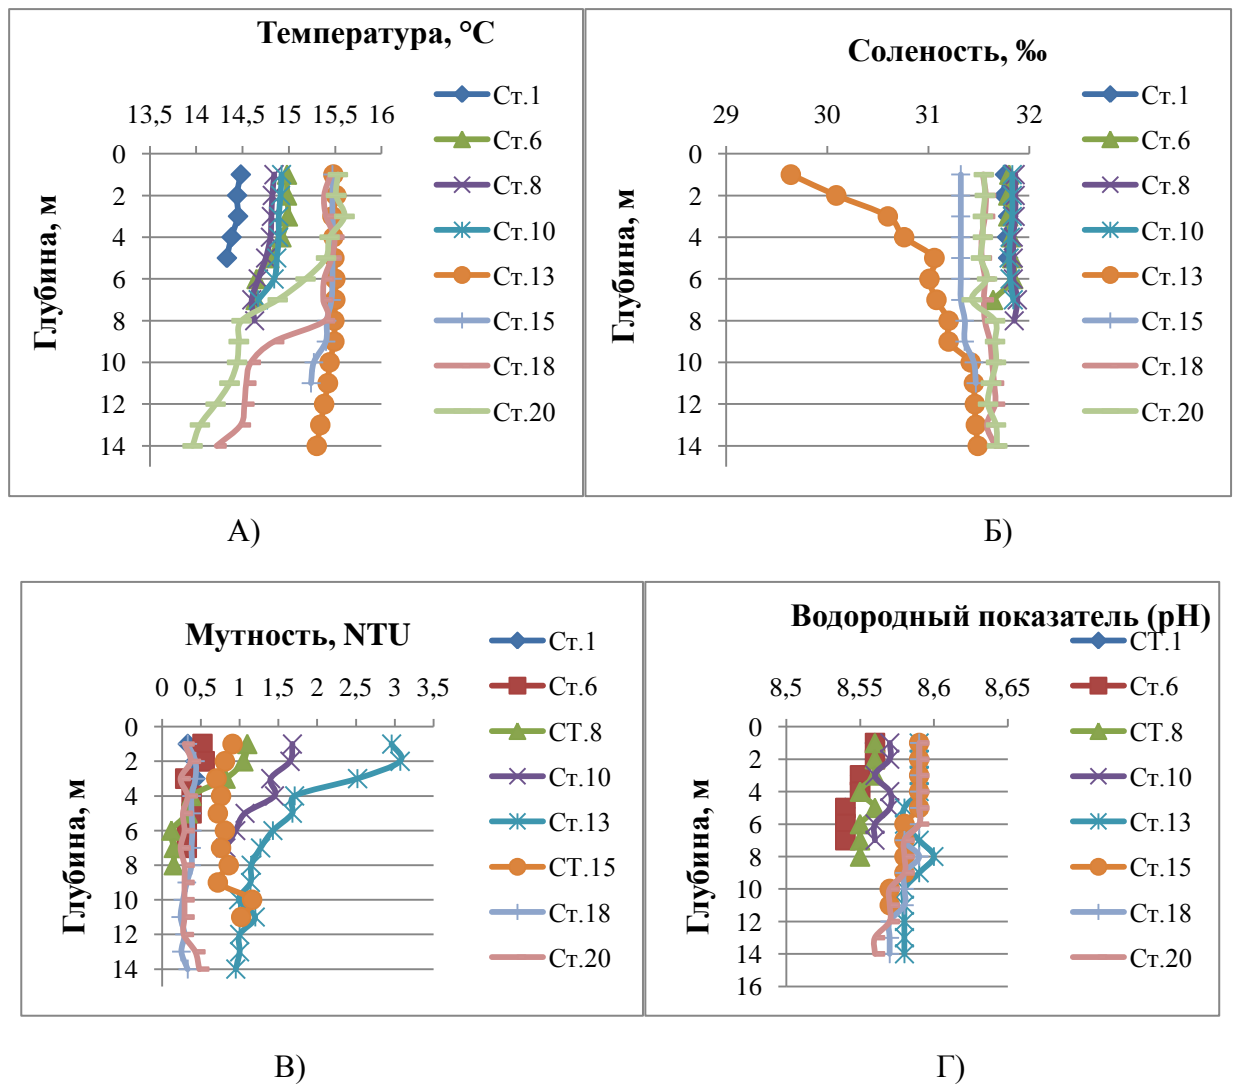 Температура, °C
13,5 14 14,5 15 15,5 16
0
2
4
6
8
10
12
14
Глубина, м
Ст.1
Ст.6
Ст.8
Ст.10
Ст.13
Ст.15
Ст.18
Ст.20
А)
Соленость, ‰
29 30 31 32
0
2
4
6
8
10
12
14
Глубина, м
Ст.1
Ст.6
Ст.8
Ст.10
Ст.13
Ст.15
Ст.18
Ст.20
Б)
Мутность, NTU
0 0,5 1 1,5 2 2,5 3 3,5
0
2
4
6
8
10
12
14
Глубина, м
Ст.1
Ст.6
СТ.8
Ст.10
Ст.13
СТ.15
Ст.18
Ст.20
В)
Водородный показатель (pH)
8,5 8,55 8,6 8,65
0
2
4
6
8
10
12
14
16
Глубина, м
СТ.1
Ст.6
СТ.8
Ст.10
Ст.13
Ст.15
Ст.18
Ст.20
Г)